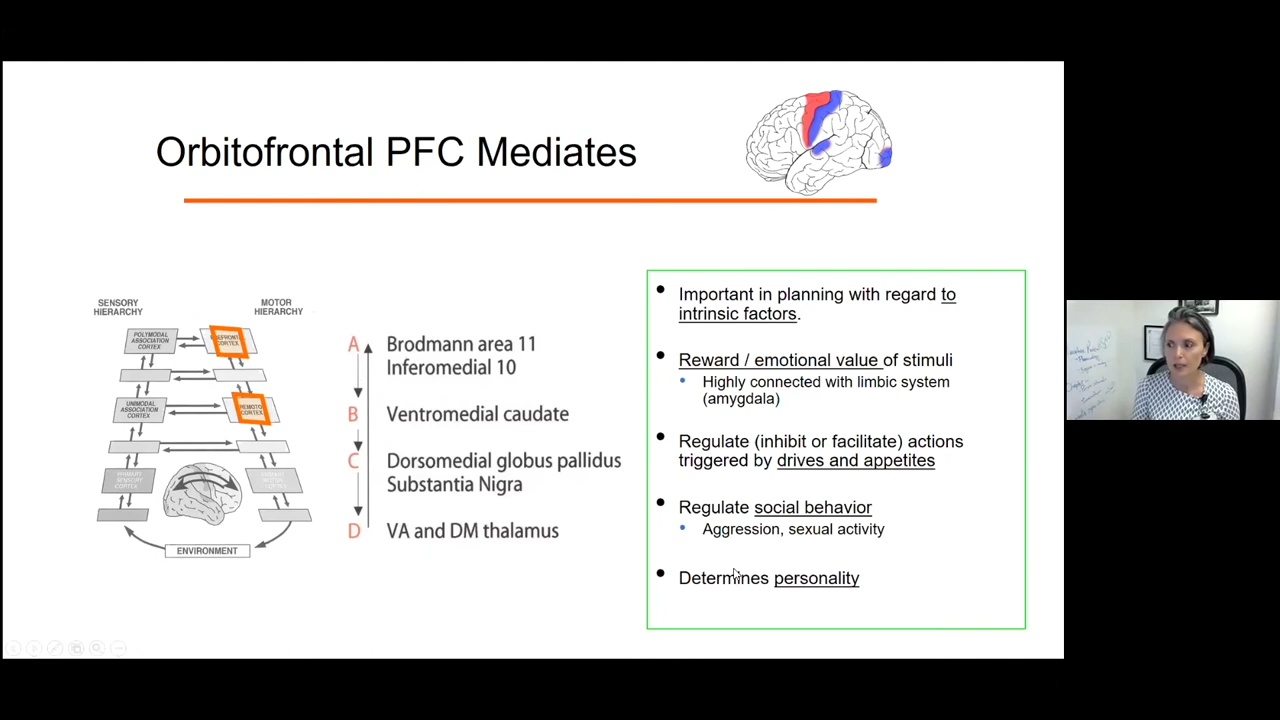 Orbitofrontal PFC Mediates
SENSORY
HIERARCHY
MOTOR
HIERARCHY
POLYMODAL
ASSOCIATION
CORTEX
CORTEX
UNIMODAL
ASSOCIATION
CORTEX
CORTEX
PRIMARY
SENSORY
CORTEX
CORTEX
ENVIRONMENT
A Brodmann area 11
Inferomedial 10
B Ventromedial caudate
C Dorsomedial globus pallidus
Substantia Nigra
D VA and DM thalamus
• Important in planning with regard to
intrinsic factors.
• Reward / emotional value of stimuli
• Highly connected with limbic system
(amygdala)
• Regulate (inhibit or facilitate) actions
triggered by drives and appetites
• Regulate social behavior
• Aggression, sexual activity
• Determines personality